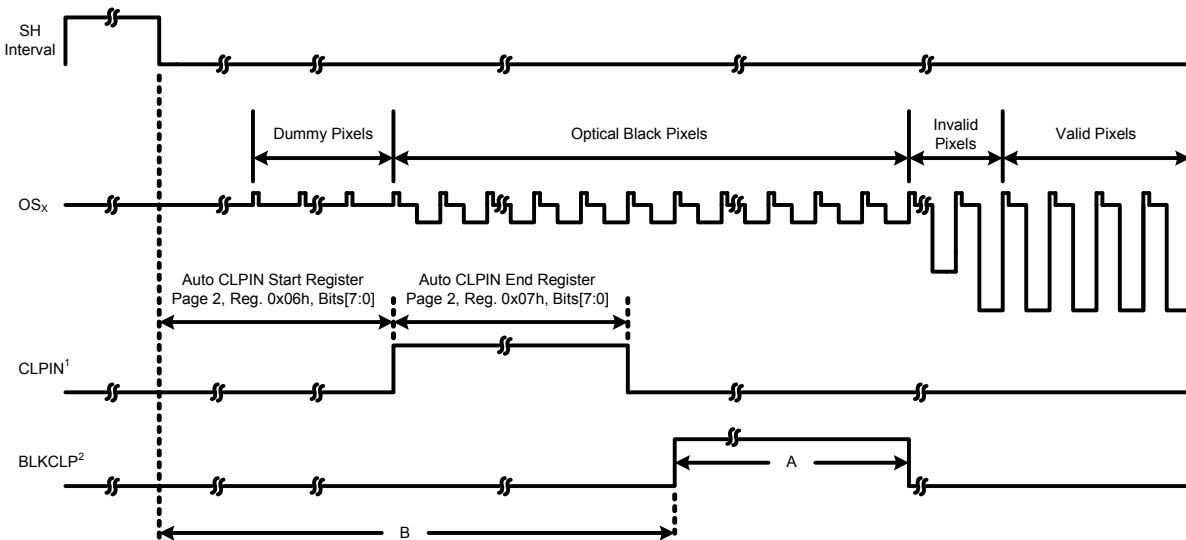 SH
Interval
Dummy Pixels
Optical Black Pixels
Invalid
Pixels
Valid Pixels
OSX
Auto CLPIN Start Register
Page 2, Reg. 0x06h, Bits[7:0]
Auto CLPIN End Register
Page 2, Reg. 0x07h, Bits[7:0]
CLPIN1
BLKCLP2
A
B